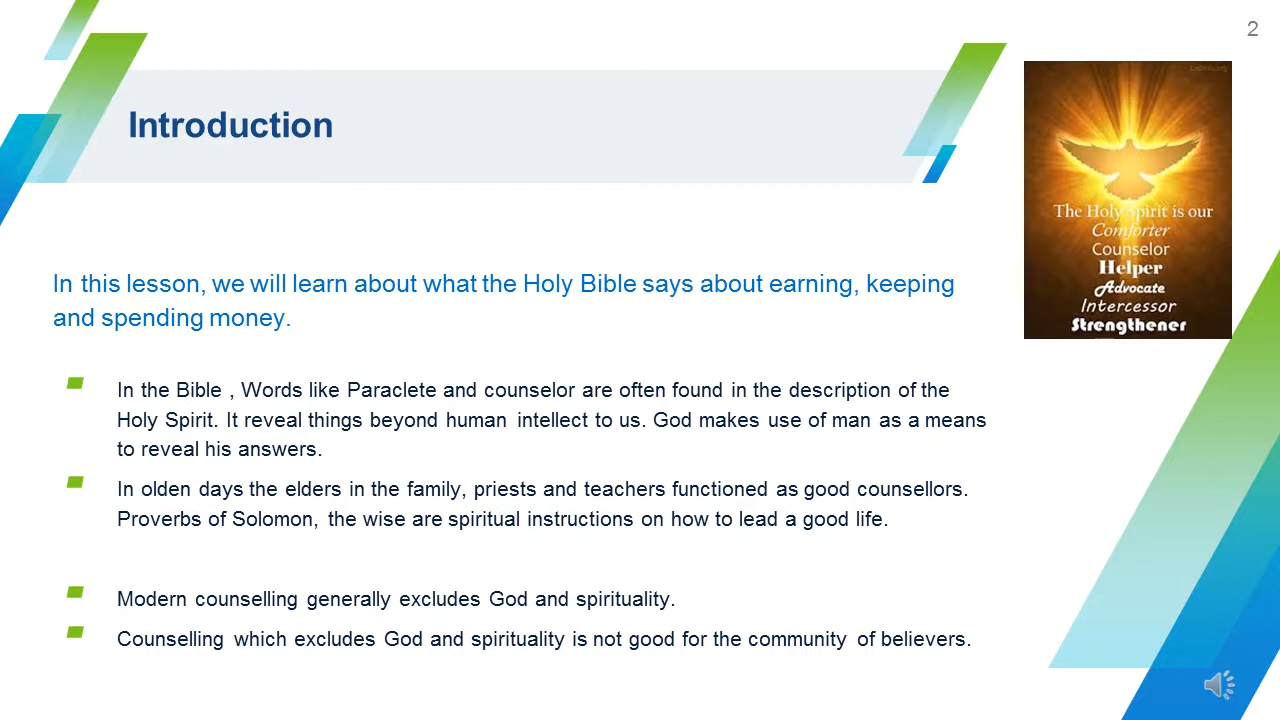 2
Introduction
The Holy Spirit is our
Comforter
Counselor
Helper
Advocate
Intercessor
Strengthener
In this lesson, we will learn about what the Holy Bible says about earning, keeping
and spending money.
In the Bible , Words like Paraclete and counselor are often found in the description of the
Holy Spirit. It reveal things beyond human intellect to us. God makes use of man as a means
to reveal his answers.
In olden days the elders in the family, priests and teachers functioned as good counsellors.
Proverbs of Solomon, the wise are spiritual instructions on how to lead a good life.
Modern counselling generally excludes God and spirituality.
Counselling which excludes God and spirituality is not good for the community of believers.